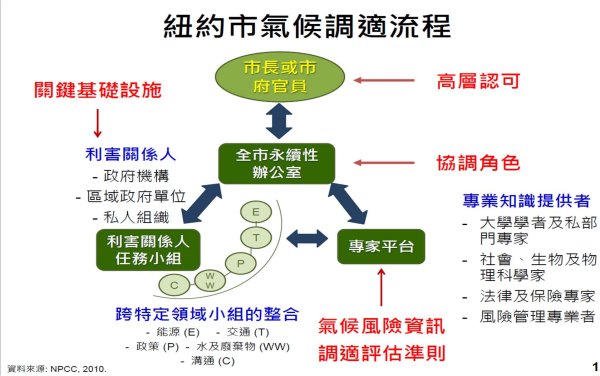 紐約市氣候調適流程
市長或市
府官員
高層認可
關鍵基礎設施
利害關係人
- 政府機構
- 區域政府單位
- 私人組織
全市永續性
辦公室
協調角色
專業知識提供者
- 大學學者及私部
門專家
- 社會、生物及物
理科學家
- 法律及保險專家
- 風險管理專業者
利害關係人
任務小組
E
T
P
W
W
C
專家平台
跨特定領域小組的整合
- 能源 (E) - 交通 (T)
- 政策 (P) - 水及廢棄物 (WW)
- 溝通 (C)
氣候風險資訊
調適評估準則
資料來源: NPCC, 2010.
1